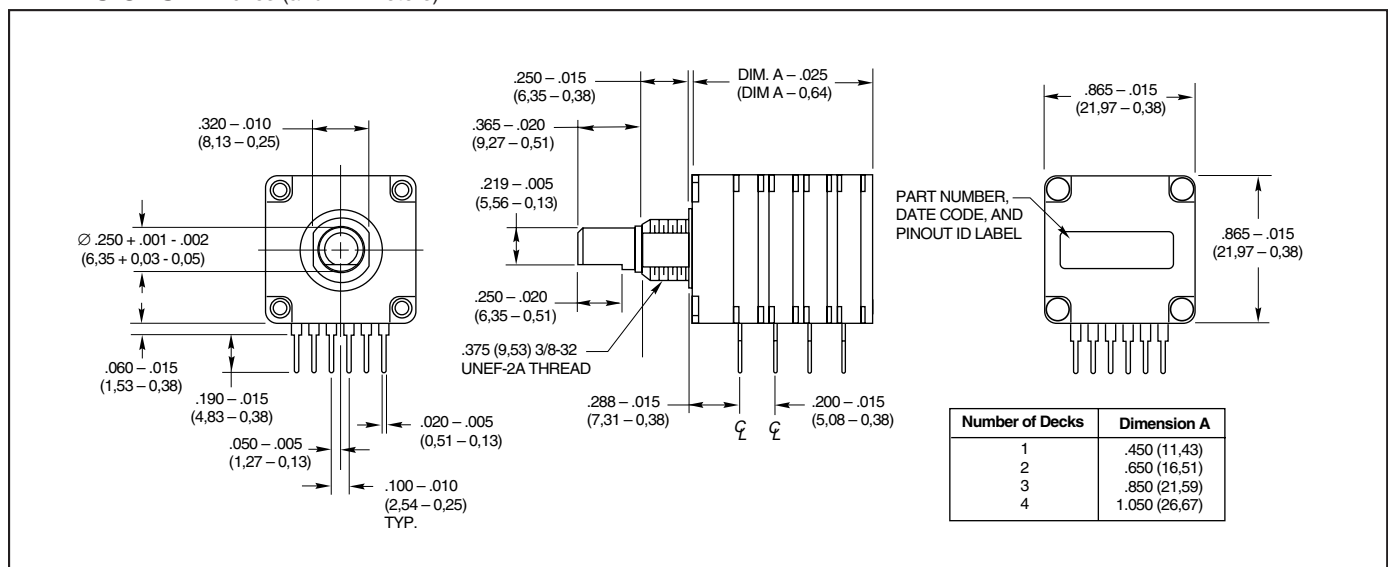 .320 – .010
(8,13 – 0,25)
Ø .250 + .001 - .002
(6,35 + 0,03 - 0,05)
.060 – .015
(1,53 – 0,38)
.190 – .015
(4,83 – 0,38)
.050 – .005
(1,27 – 0,13)
.020 – .005
(0,51 – 0,13)
.100 – .010
(2,54 – 0,25)
TYP.
.250 – .015
(6,35 – 0,38)
DIM. A – .025
(DIM A – 0,64)
.365 – .020
(9,27 – 0,51)
.219 – .005
(5,56 – 0,13)
.250 – .020
(6,35 – 0,51)
.375 (9,53) 3/8-32
UNEF-2A THREAD
.288 – .015
(7,31 – 0,38)
.200 – .015
(5,08 – 0,38)
℄ ℄
.865 – .015
(21,97 – 0,38)
PART NUMBER,
DATE CODE, AND
PINOUT ID LABEL
.865 – .015
(21,97 – 0,38)
Number of Decks Dimension A
1 .450 (11,43)
2 .650 (16,51)
3 .850 (21,59)
4 1.050 (26,67)